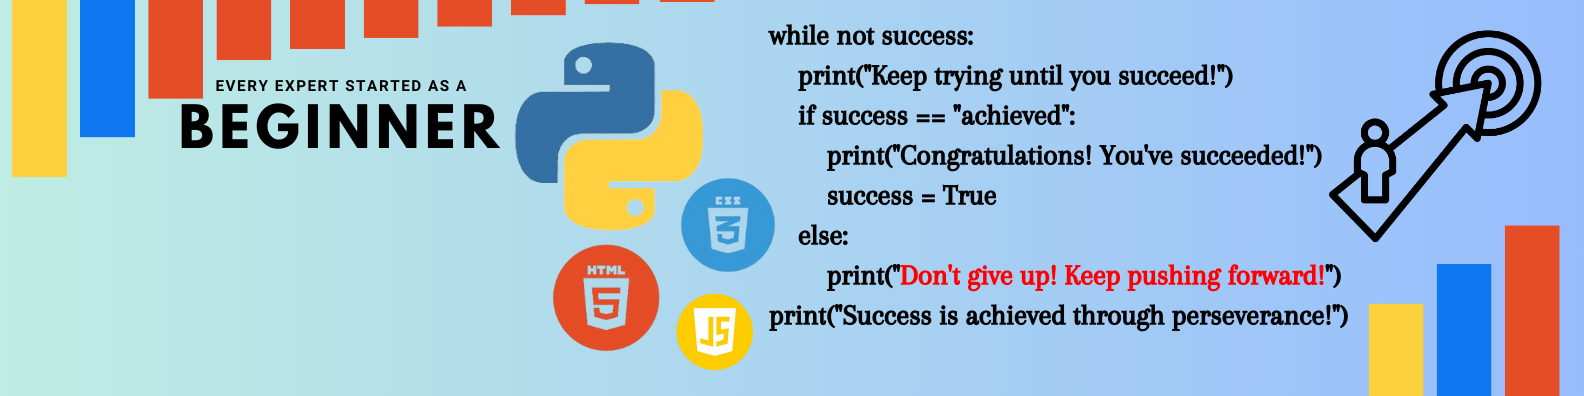 EVERY EXPERT STARTED AS A
BEGINNER
CSS
3
HTML
5
JS
while not success:
print("Keep trying until you succeed!")
if success == "achieved":
print("Congratulations! You've succeeded!")
success = True
else:
print("Don't give up! Keep pushing forward!")
print("Success is achieved through perseverance!")